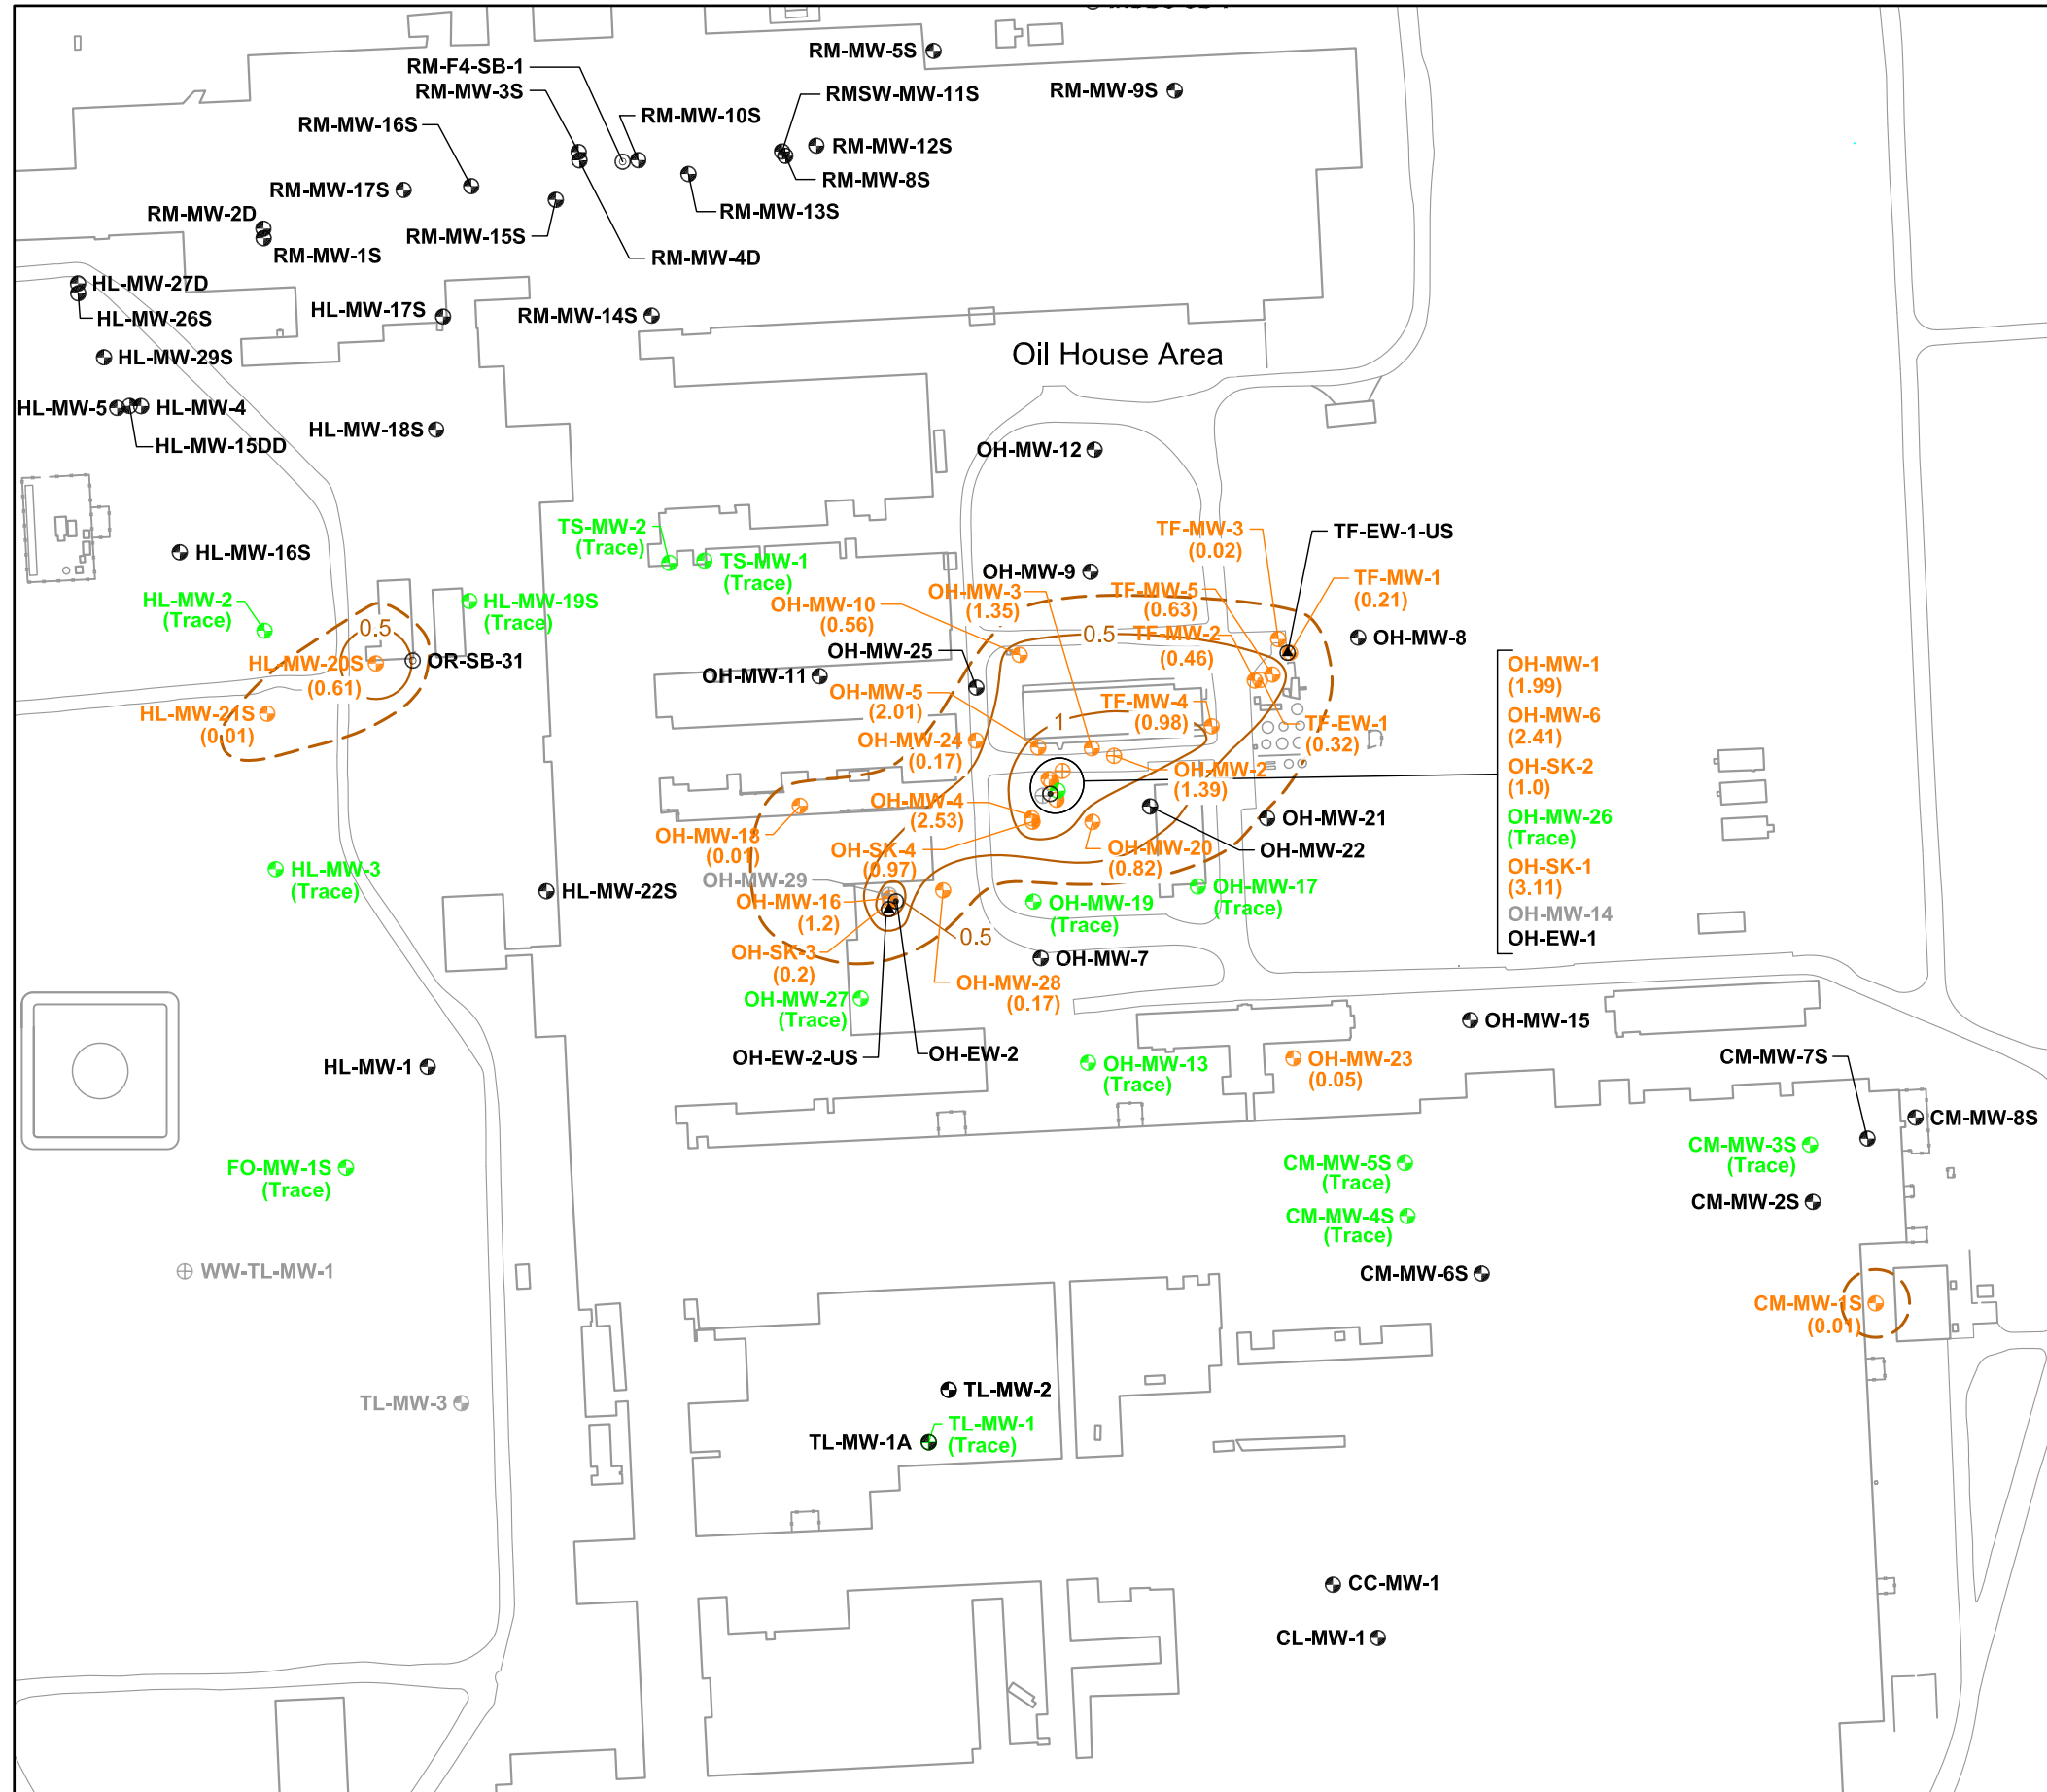 RM-MW-5S
RM-F4-SB-1
RM-MW-3S
RMSW-MW-11S
RM-MW-9S
RM-MW-10S
RM-MW-16S
RM-MW-12S
RM-MW-8S
RM-MW-17S
RM-MW-13S
RM-MW-2D
RM-MW-15S
RM-MW-1S
RM-MW-4D
HL-MW-27D
HL-MW-26S
HL-MW-17S
RM-MW-14S
HL-MW-29S
Oil House Area
HL-MW-5
HL-MW-4
HL-MW-15DD
HL-MW-18S
OH-MW-12
HL-MW-16S
TS-MW-2
(Trace)
TS-MW-1
(Trace)
TF-MW-3
(0.02)
TF-EW-1-US
OH-MW-9
TF-MW-1
(0.21)
HL-MW-2
(Trace)
HL-MW-19S
(Trace)
OH-MW-3
(1.35)
TF-MW-5
(0.63)
OH-MW-10
(0.56)
0.5
0.5
TF-MW-2
(0.46)
OH-MW-8
OH-MW-25
HL-MW-20S
(0.61)
OR-SB-31
OH-MW-11
OH-MW-5
(2.01)
TF-MW-4
(0.98)
HL-MW-21S
(0.01)
1
TF-EW-1
(0.32)
OH-MW-24
(0.17)
OH-MW-2
(1.39)
OH-MW-1
(1.99)
OH-MW-6
(2.41)
OH-SK-2
(1.0)
OH-MW-26
(Trace)
OH-SK-1
(3.11)
OH-MW-14
OH-EW-1
OH-MW-4
(2.53)
OH-MW-21
OH-MW-18
(0.01)
OH-SK-4
(0.97)
OH-MW-20
(0.82)
OH-MW-22
HL-MW-3
(Trace)
OH-MW-29
HL-MW-22S
OH-MW-16
(1.2)
OH-MW-19
(Trace)
OH-MW-17
(Trace)
0.5
OH-SK-3
(0.2)
OH-MW-7
OH-MW-28
(0.17)
OH-MW-27
(Trace)
OH-MW-15
OH-EW-2-US
OH-EW-2
OH-MW-13
(Trace)
OH-MW-23
(0.05)
CM-MW-7S
HL-MW-1
CM-MW-8S
CM-MW-3S
(Trace)
FO-MW-1S
(Trace)
CM-MW-5S
(Trace)
CM-MW-2S
CM-MW-4S
(Trace)
WW-TL-MW-1
CM-MW-6S
CM-MW-1S
(0.01)
TL-MW-3
TL-MW-2
TL-MW-1
(Trace)
TL-MW-1A
CC-MW-1
CL-MW-1